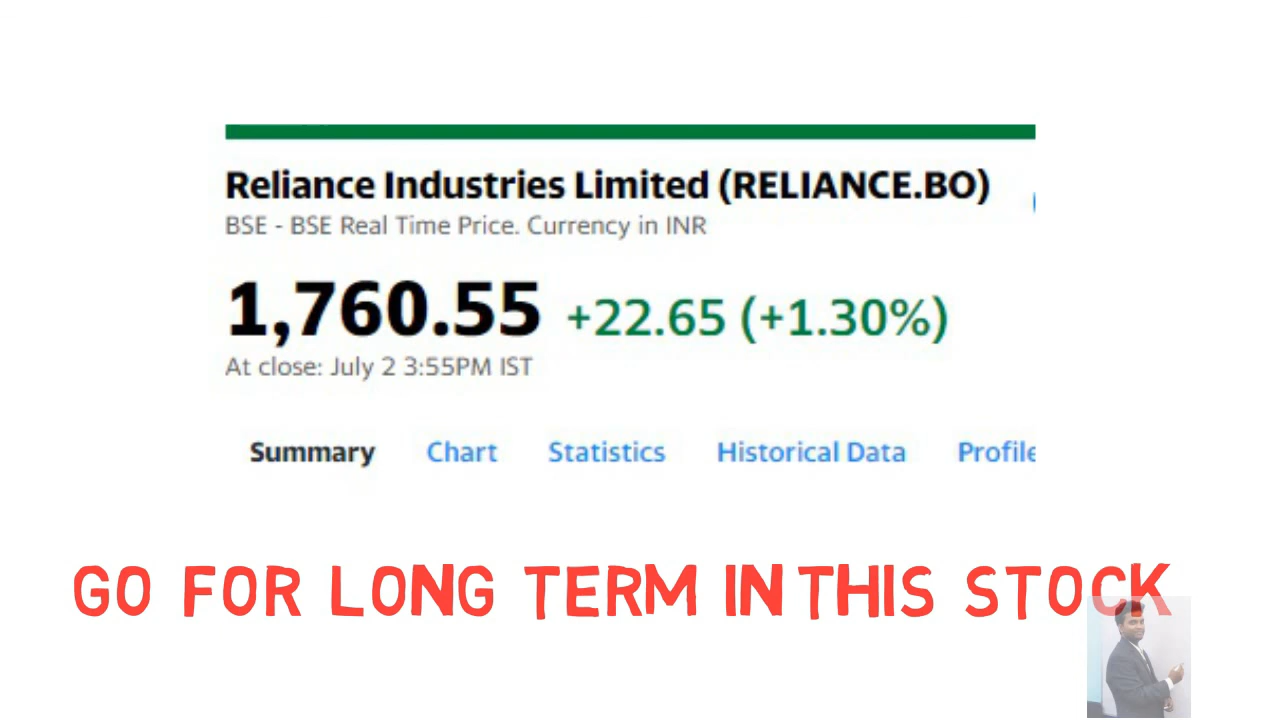 Reliance Industries Limited (RELIANCE.BO)
BSE - BSE Real Time Price. Currency in INR
1,760.55 +22.65 (+1.30%)
At close: July 2 3:55PM IST
Summary Chart Statistics Historical Data Profile
GO FOR LONG TERM IN THIS STOCK